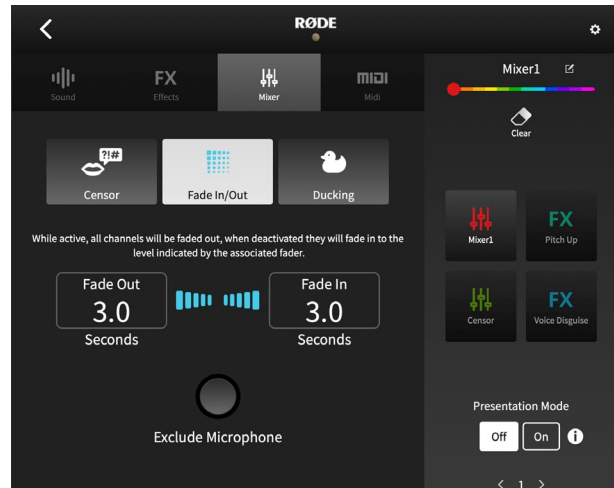 RØDE
Sound
FX
Effects
Mixer
MIDI
Midi
Mixer1
Clear
?!#
Censor
Fade In/Out
Ducking
While active, all channels will be faded out, when deactivated they will fade in to the
level indicated by the associated fader.
Fade Out
3.0
Seconds
Fade In
3.0
Seconds
Exclude Microphone
Mixer1
FX
Pitch Up
Censor
FX
Voice Disguise
Presentation Mode
Off
On
i
< 1 >